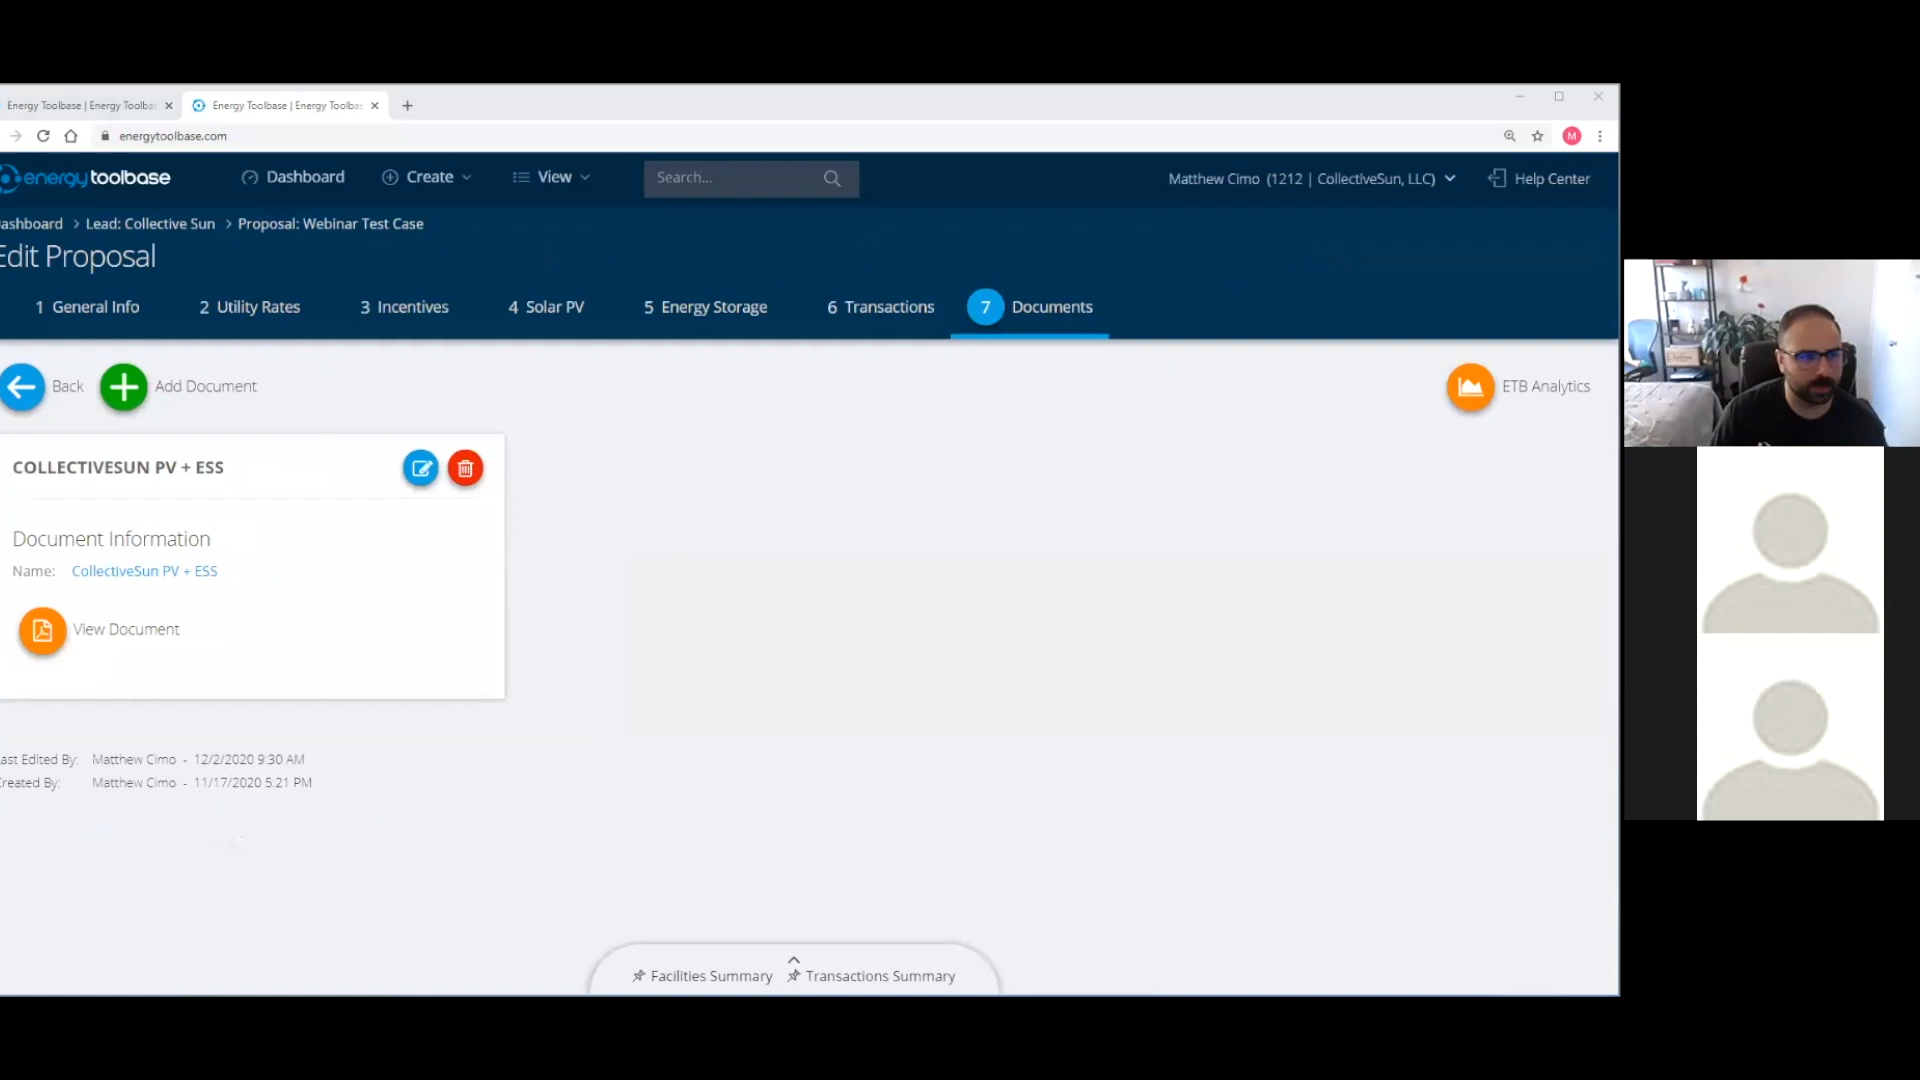 Energy Toolbase | Energy Toolba
Energy Toolbase | Energy Toolba
energytoolbase.com
M
energytoolbase
Dashboard
Create
View
Search...
Matthew Cimo (1212 | CollectiveSun, LLC)
Help Center
ashboard > Lead: Collective Sun > Proposal: Webinar Test Case
Edit Proposal
1 General Info
2 Utility Rates
3 Incentives
4 Solar PV
5 Energy Storage
6 Transactions
7 Documents
Back
Add Document
ETB Analytics
COLLECTIVESUN PV + ESS
Document Information
Name: CollectiveSun PV + ESS
View Document
ast Edited By: Matthew Cimo - 12/2/2020 9:30 AM
reated By: Matthew Cimo - 11/17/2020 5:21 PM
Facilities Summary
Transactions Summary